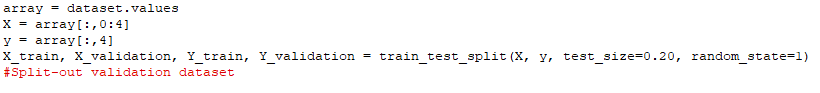 array = dataset.values
X = array[:,0:4]
y = array[:,4]
X_train, X_validation, Y_train, Y_validation = train_test_split(X, y, test_size=0.20, random_state=1)
#Split-out validation dataset